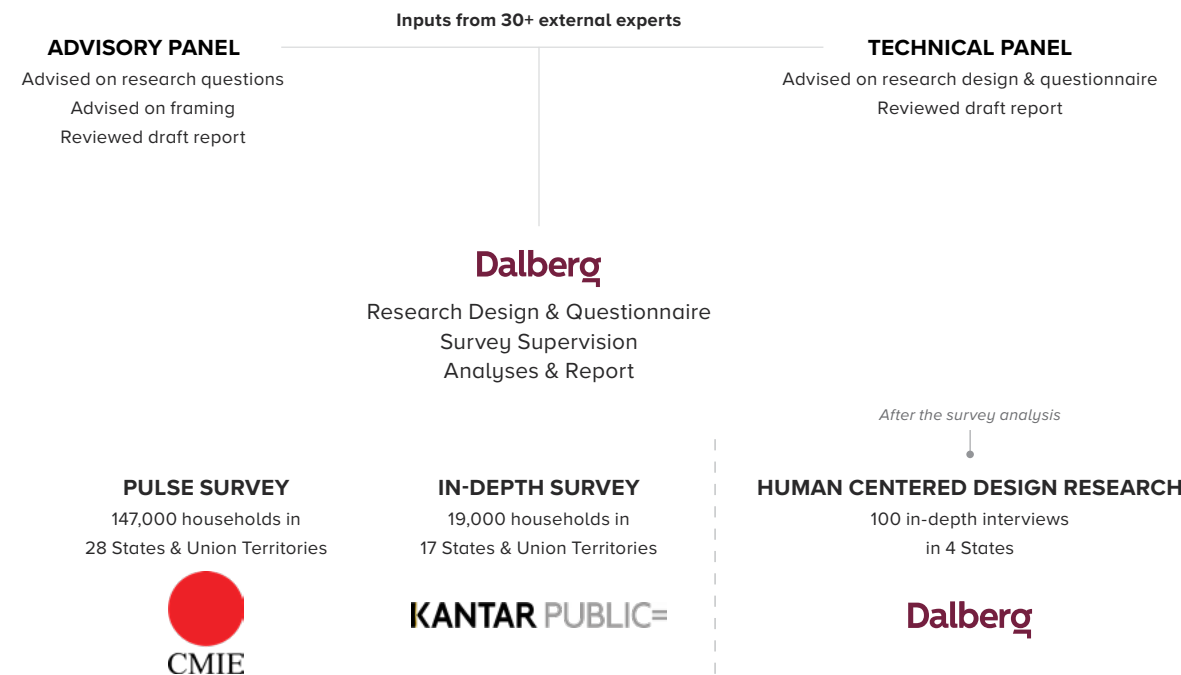 Inputs from 30+ external experts
ADVISORY PANEL
Advised on research questions
Advised on framing
Reviewed draft report
TECHNICAL PANEL
Advised on research design & questionnaire
Reviewed draft report
Dalberg
Research Design & Questionnaire
Survey Supervision
Analyses & Report
PULSE SURVEY
147,000 households in
28 States & Union Territories
CMIE
IN-DEPTH SURVEY
19,000 households in
17 States & Union Territories
KANTAR PUBLIC=
After the survey analysis
HUMAN CENTERED DESIGN RESEARCH
100 in-depth interviews
in 4 States
Dalberg